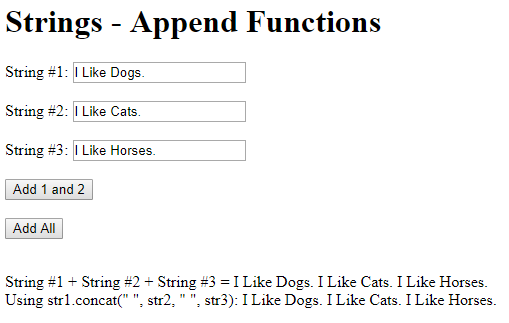 Strings - Append Functions
String #1: I Like Dogs.
String #2: I Like Cats.
String #3: I Like Horses.
Add 1 and 2
Add All
String #1 + String #2 + String #3 = I Like Dogs. I Like Cats. I Like Horses.
Using str1.concat(" ", str2, " ", str3): I Like Dogs. I Like Cats. I Like Horses.